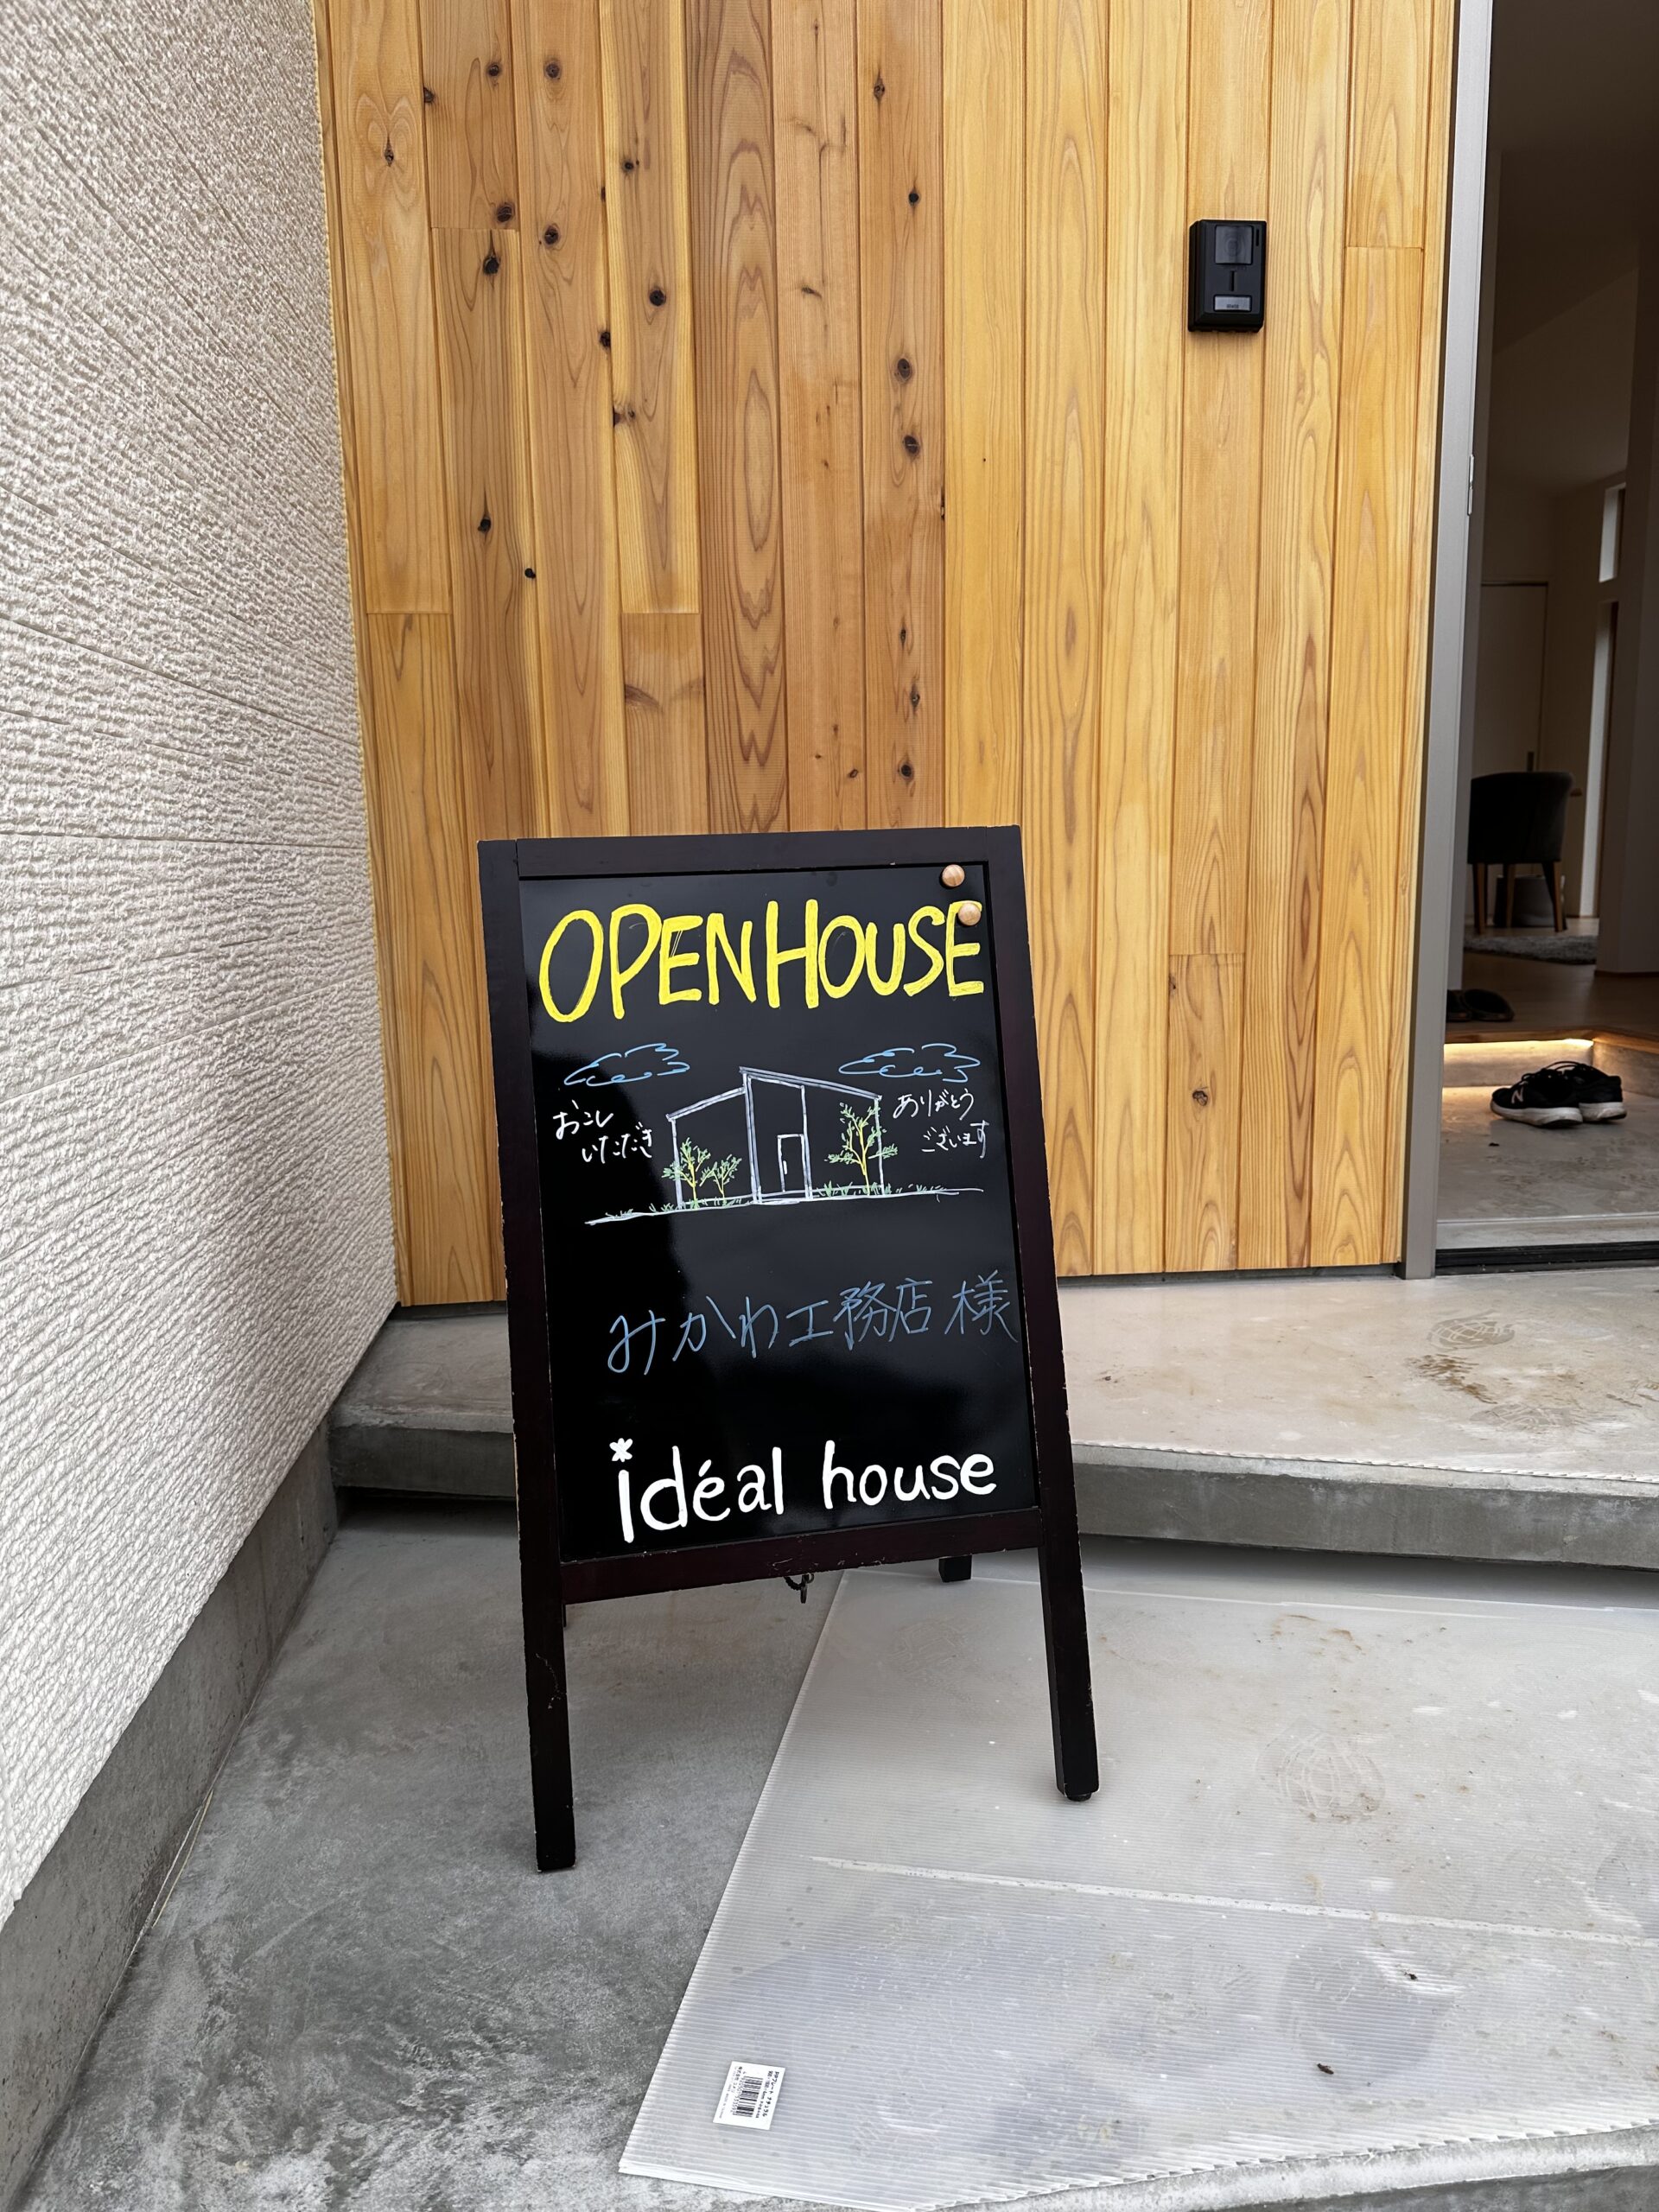 OPENHOUSE
おこし
いただき
ありがとう
ございます
みかわ工務店 様
idéal house